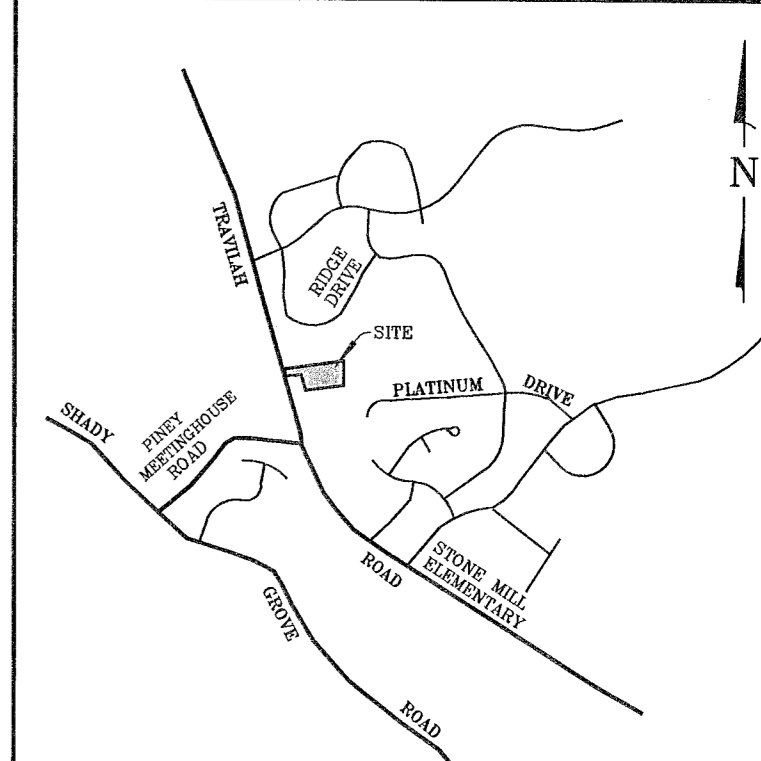 N
TRAVILAH
RIDGE
DRIVE
SITE
PLATINUM
DRIVE
SHADY
PINEY
MEETINGHOUSE
ROAD
ROAD
STONE MILL
ELEMENTARY
GROVE
ROAD